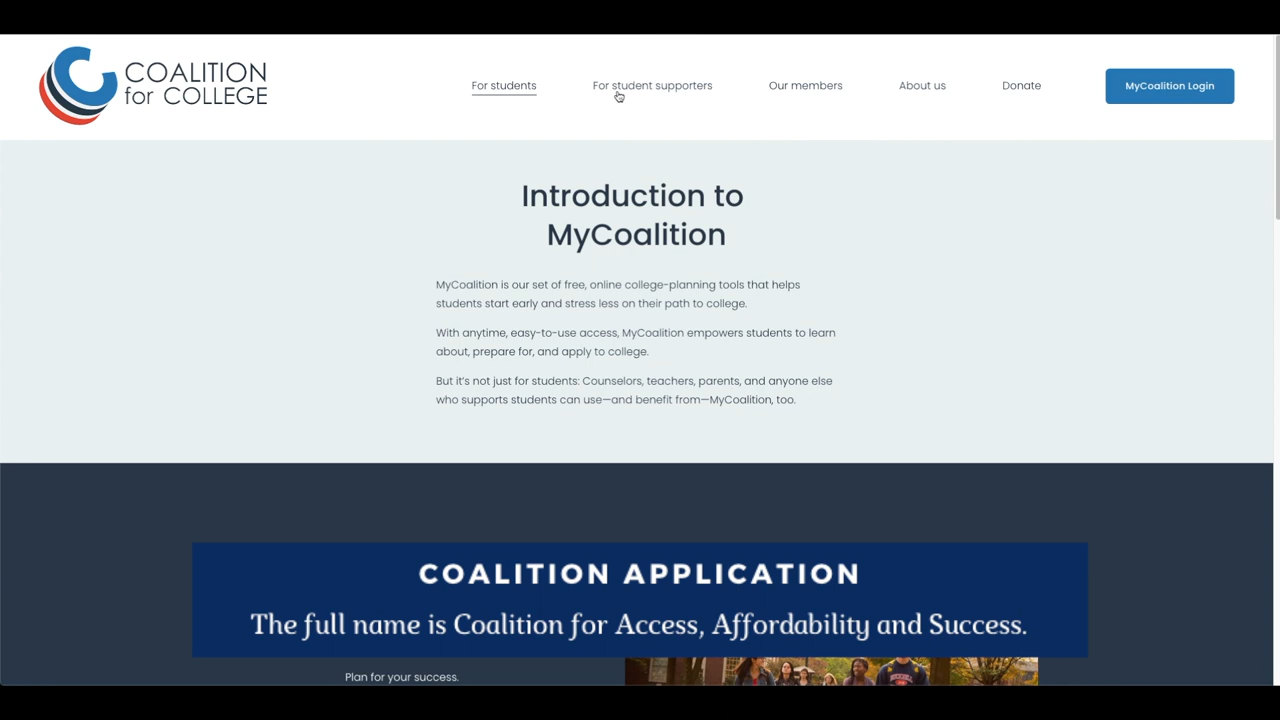 COALITION
for COLLEGE
For students
For student supporters
Our members
About us
Donate
MyCoalition Login
Introduction to
MyCoalition
MyCoalition is our set of free, online college-planning tools that helps
students start early and stress less on their path to college.
With anytime, easy-to-use access, MyCoalition empowers students to learn
about, prepare for, and apply to college.
But it's not just for students: Counselors, teachers, parents, and anyone else
who supports students can use—and benefit from—MyCoalition, too.
COALITION APPLICATION
The full name is Coalition for Access, Affordability and Success.
Plan for your success.